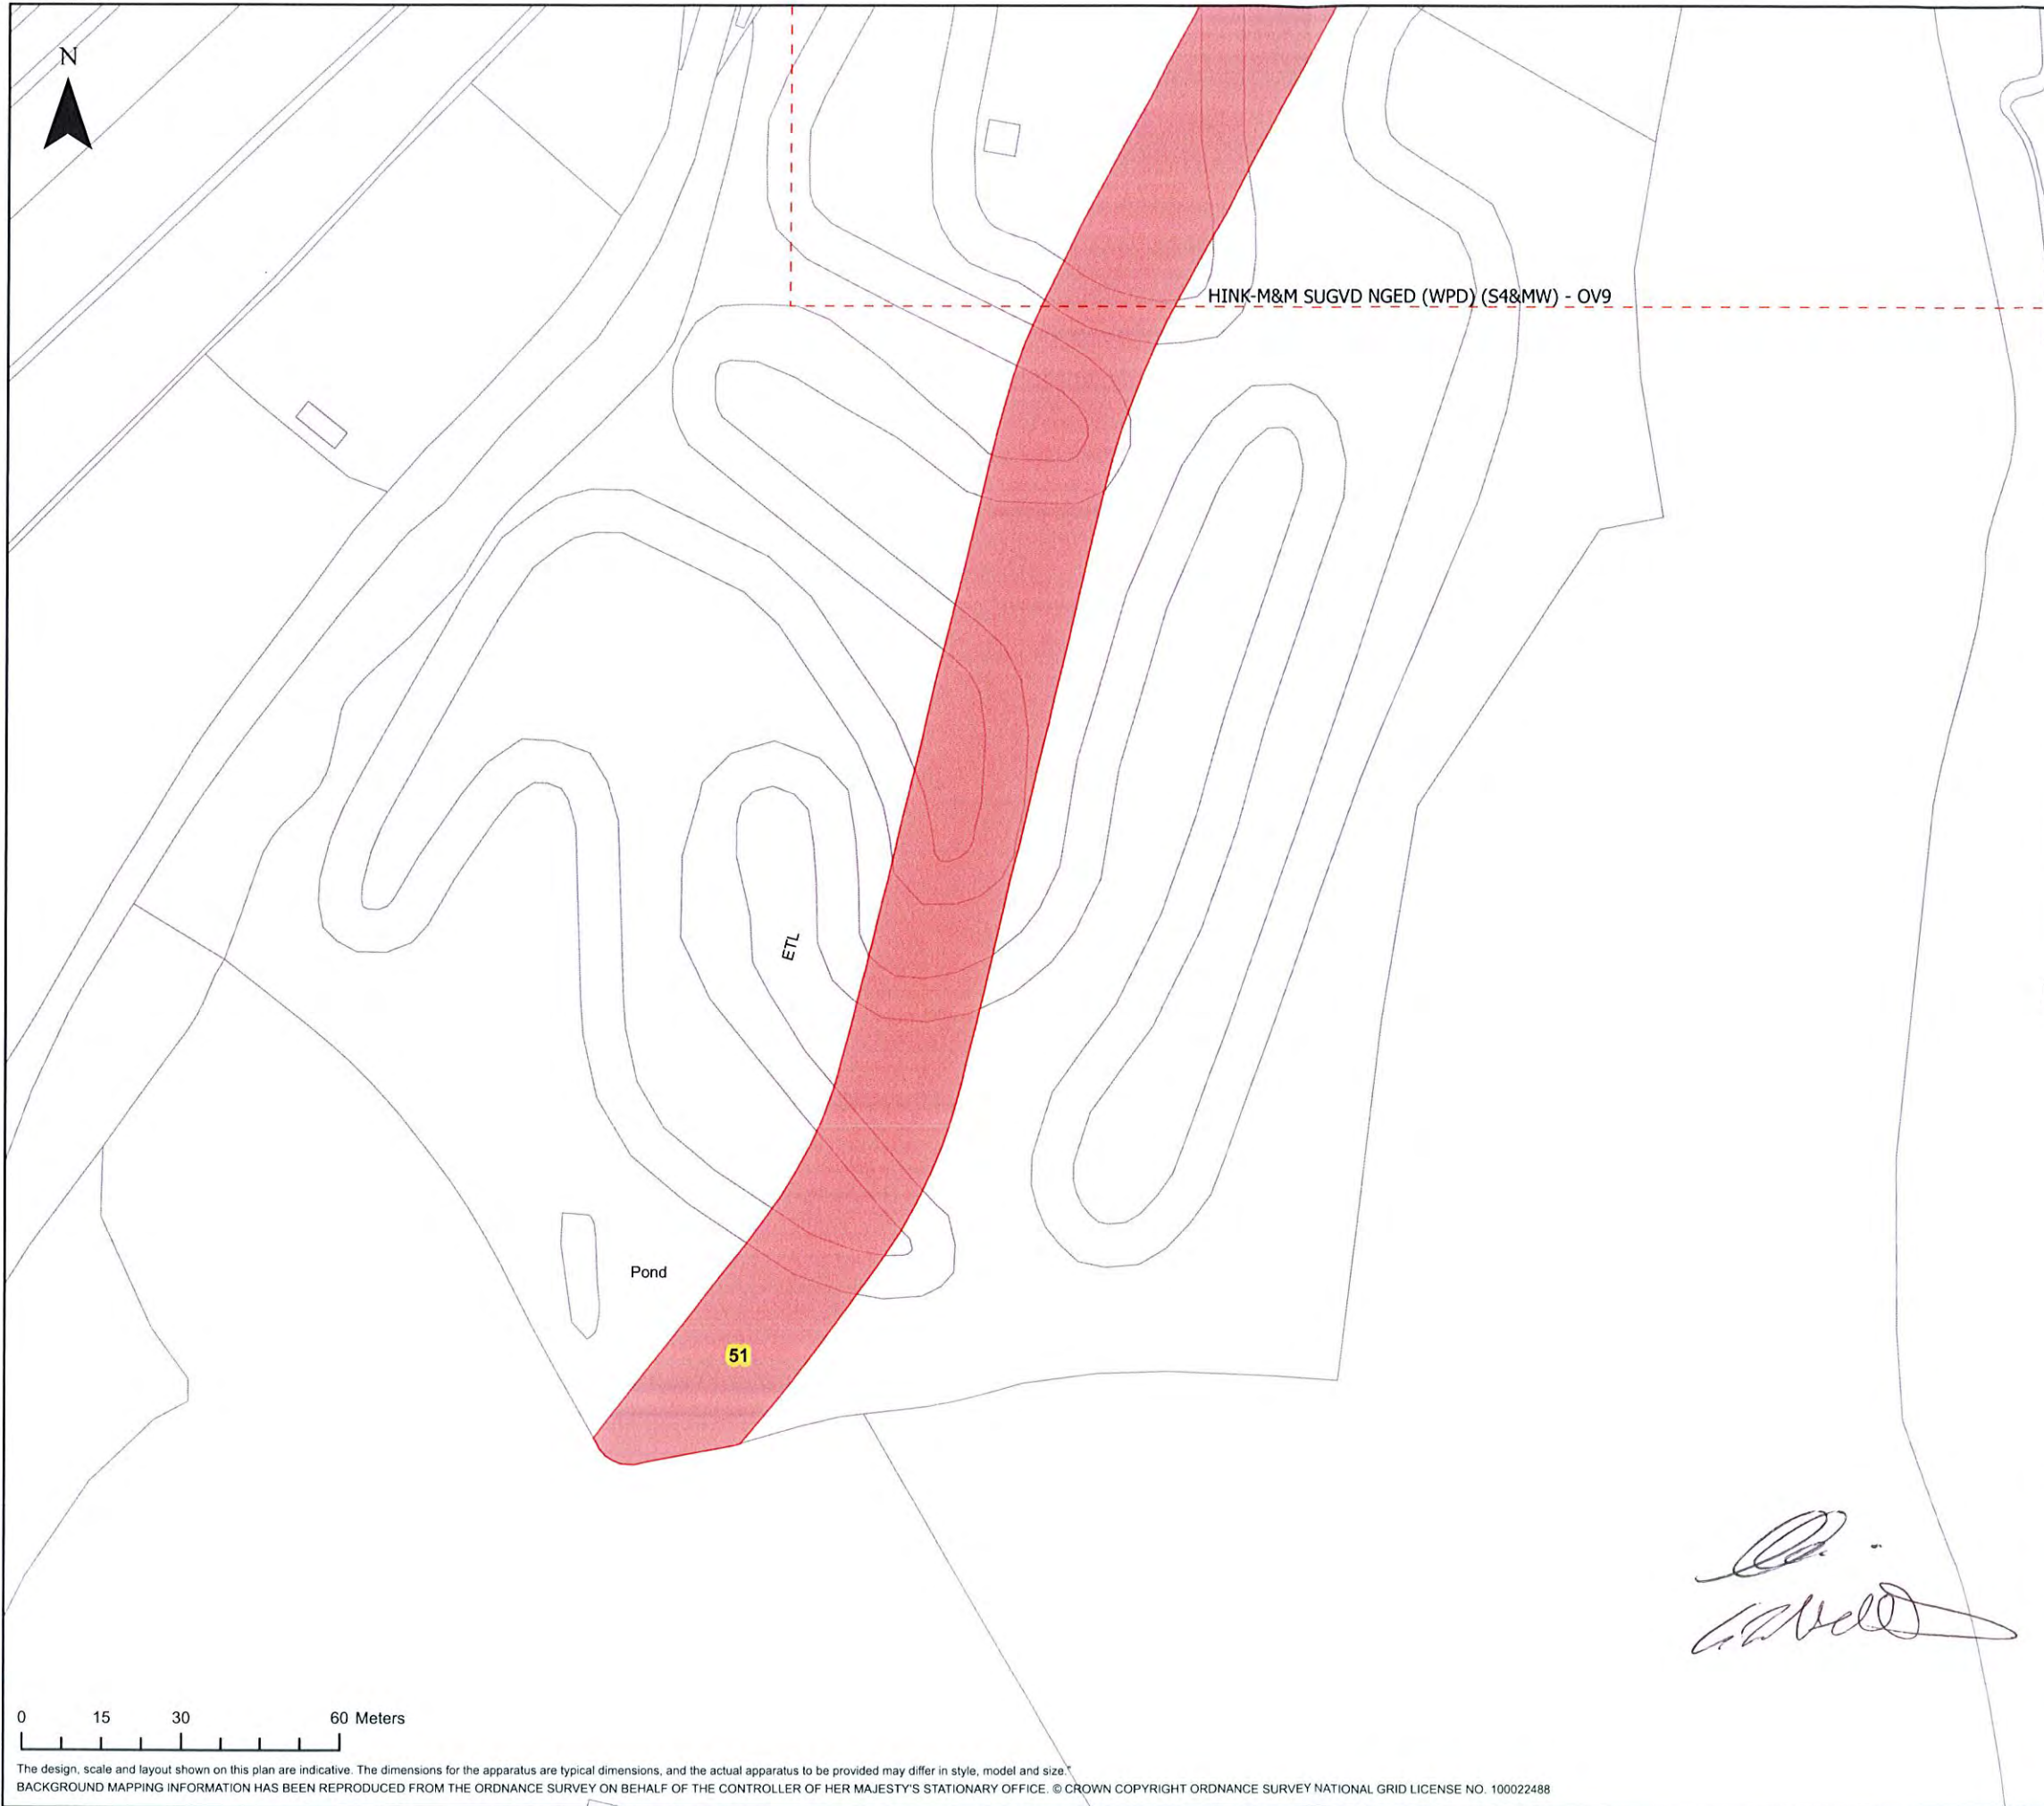 N
HINK-M&M SUGVD NGED (WPD) (S4&MW) - OV9
ETL
Pond
51
0 15 30 60 Meters
The design, scale and layout shown on this plan are indicative. The dimensions for the apparatus are typical dimensions, and the actual apparatus to be provided may differ in style, model and size."
BACKGROUND MAPPING INFORMATION HAS BEEN REPRODUCED FROM THE ORDNANCE SURVEY ON BEHALF OF THE CONTROLLER OF HER MAJESTY'S STATIONARY OFFICE. © CROWN COPYRIGHT ORDNANCE SURVEY NATIONAL GRID LICENSE NO. 100022488